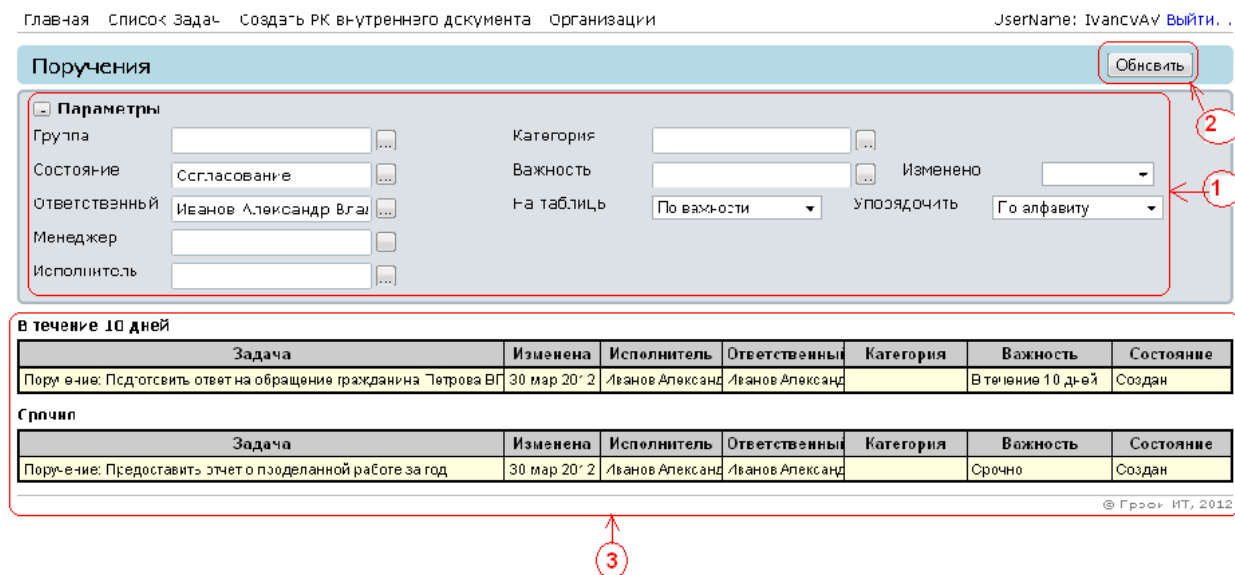 Главная Список Задач Создать РК внутреннего документа Организации UserName: IvanovAV Выйти...
Поручения Обновить
2
- Параметры
Группа ... Категория ...
Состояние Согласование ... Важность ... Изменено
1
Ответственный Иванов Александр Влад ... На таблицы По важности Упорядочить По алфавиту
Менеджер
Исполнитель ...
В течение 10 дней
Задача Изменена Исполнитель Ответственный Категория Важность Состояние
Поручение: Подготовить ответ на обращение гражданина Петрова ВГ 30 мар 2012 Иванов Александ Иванов Александ В течение 10 дней Создан
Срочно
Задача Изменена Исполнитель Ответственный Категория Важность Состояние
Поручение: Предоставить отчет о проделанной работе за год 30 мар 2012 Иванов Александ Иванов Александ Срочно Создан
© ИТ, 2012
3